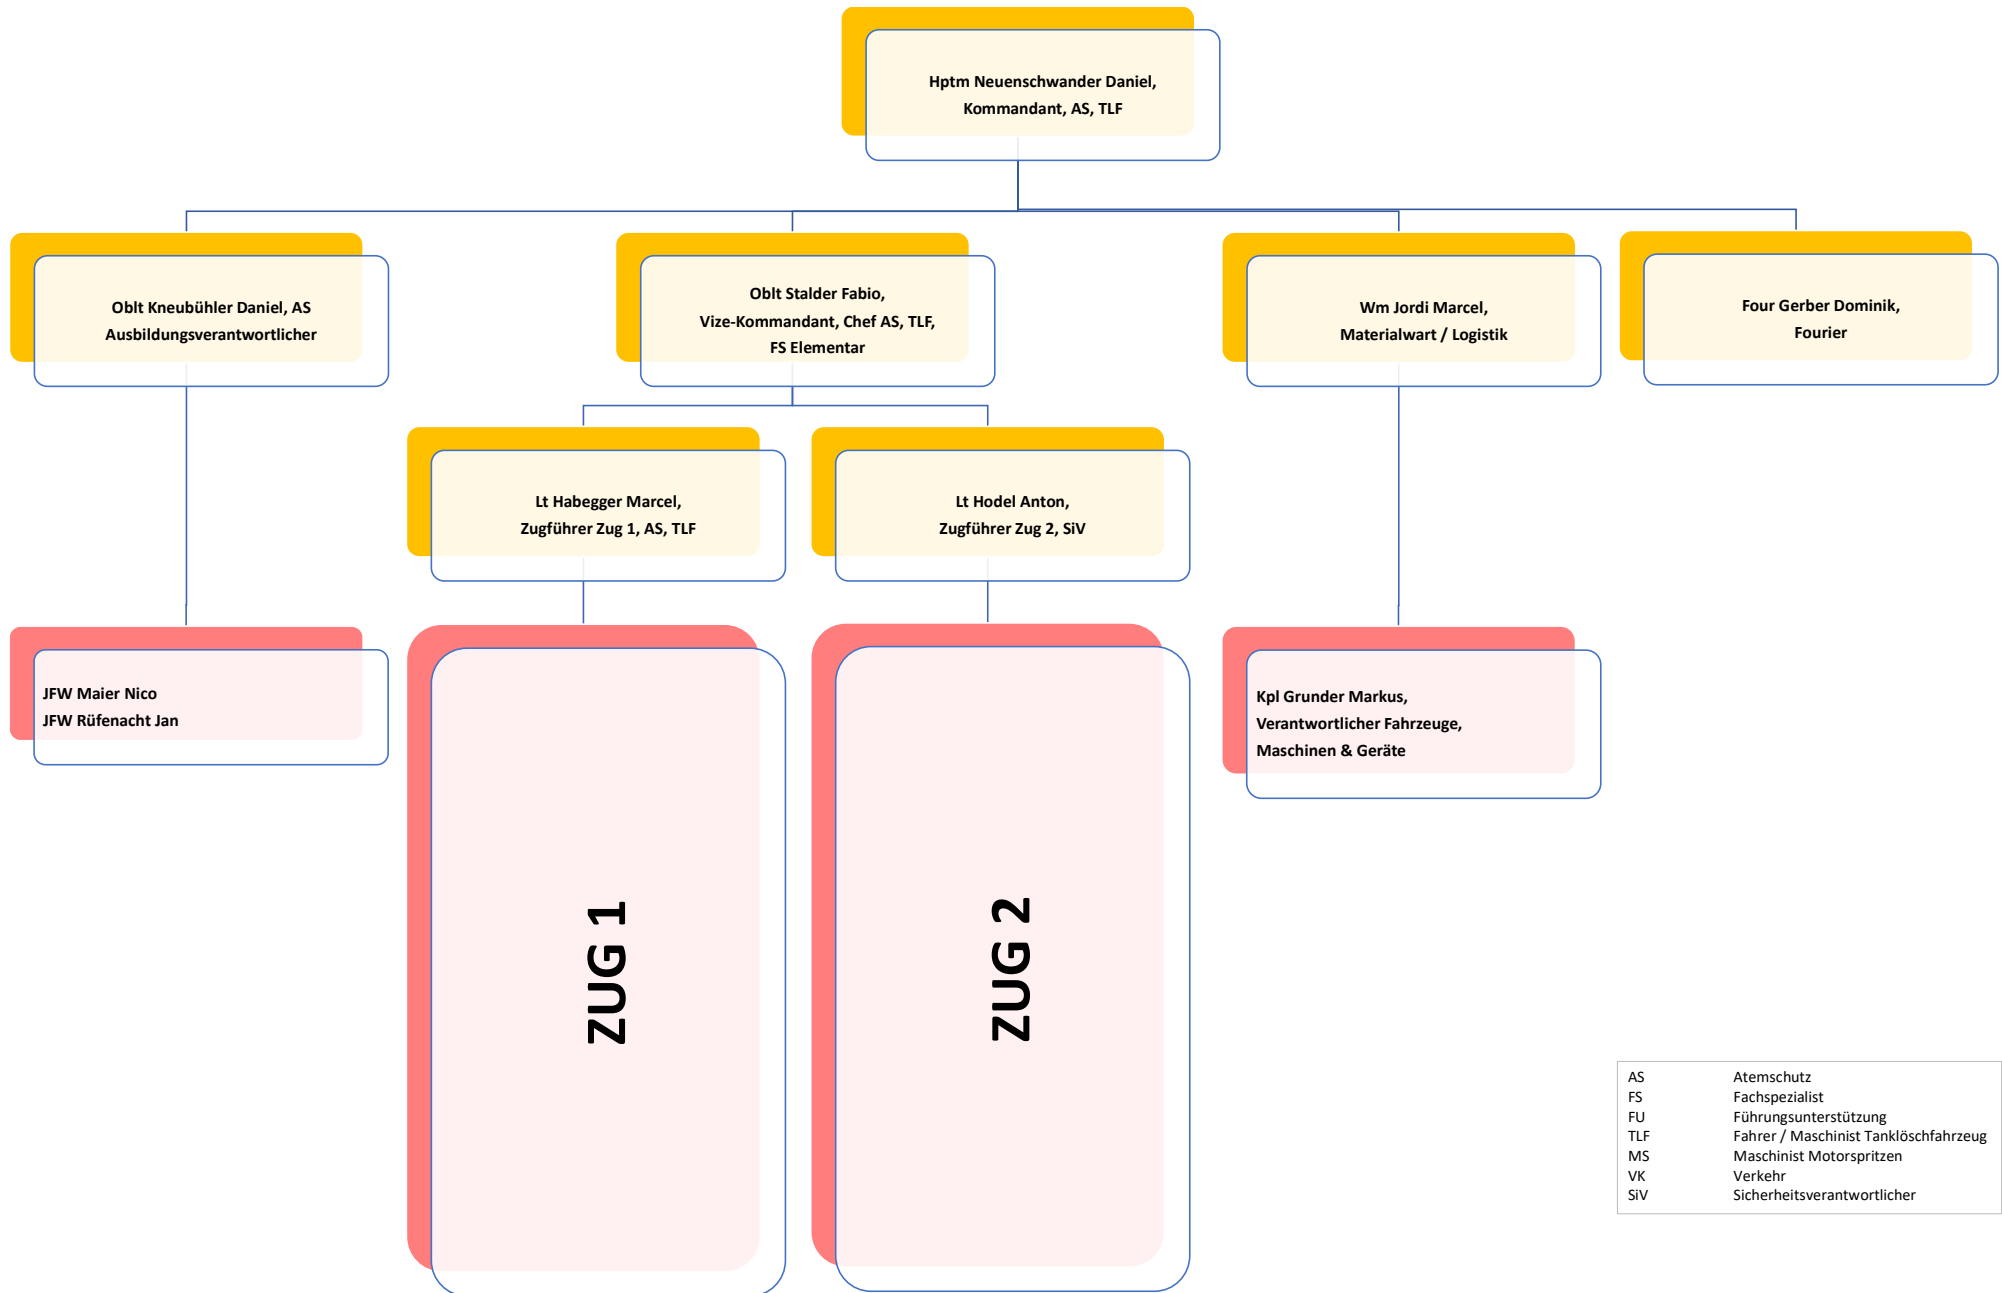 Hptm Neuenschwander Daniel,
Kommandant, AS, TLF
Oblt Kneubühler Daniel, AS
Ausbildungsverantwortlicher
Oblt Stalder Fabio,
Vize-Kommandant, Chef AS, TLF,
FS Elementar
Wm Jordi Marcel,
Materialwart / Logistik
Four Gerber Dominik,
Fourier
Lt Habegger Marcel,
Zugführer Zug 1, AS, TLF
Lt Hodel Anton,
Zugführer Zug 2, SiV
JFW Maier Nico
JFW Rüfenacht Jan
ZUG 1
ZUG 2
Kpl Grunder Markus,
Verantwortlicher Fahrzeuge,
Maschinen & Geräte
AS Atemschutz
FS Fachspezialist
FU Führungsunterstützung
TLF Fahrer / Maschinist Tanklöschfahrzeug
MS Maschinist Motorspritzen
VK Verkehr
SiV Sicherheitsverantwortlicher